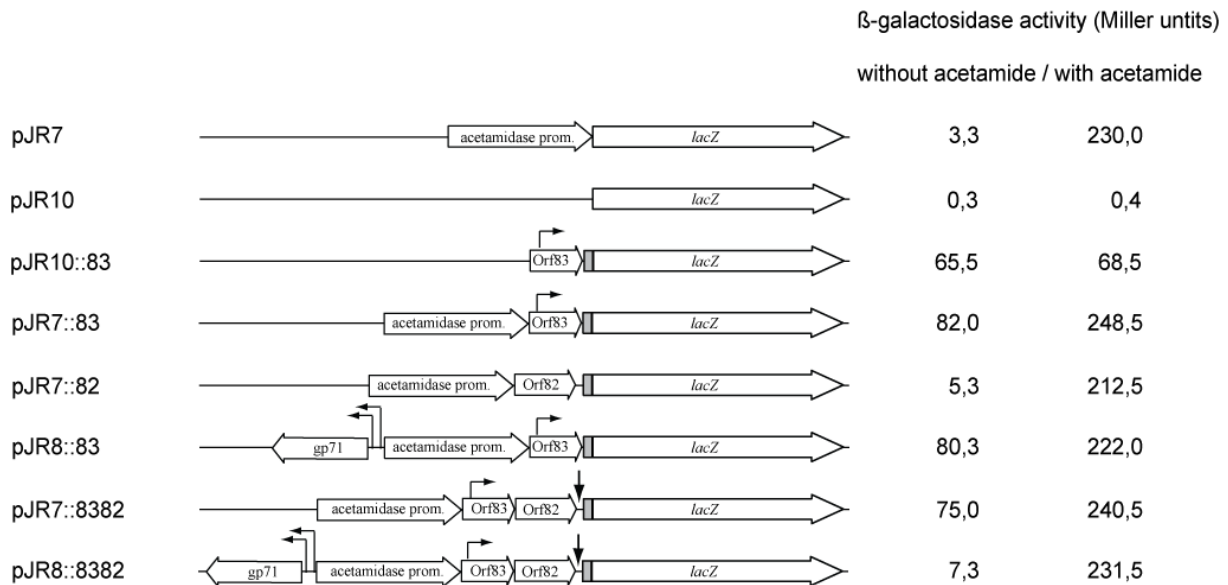 ß-galactosidase activity (Miller untits)
without acetamide / with acetamide
pJR7 acetamidase prom. lacZ 3,3 230,0
pJR10 lacZ 0,3 0,4
pJR10::83 Orf83 lacZ 65,5 68,5
pJR7::83 acetamidase prom. Orf83 lacZ 82,0 248,5
pJR7::82 acetamidase prom. Orf82 lacZ 5,3 212,5
pJR8::83 gp71 acetamidase prom. Orf83 lacZ 80,3 222,0
pJR7::8382 acetamidase prom. Orf83 Orf82 lacZ 75,0 240,5
pJR8::8382 gp71 acetamidase prom. Orf83 Orf82 lacZ 7,3 231,5